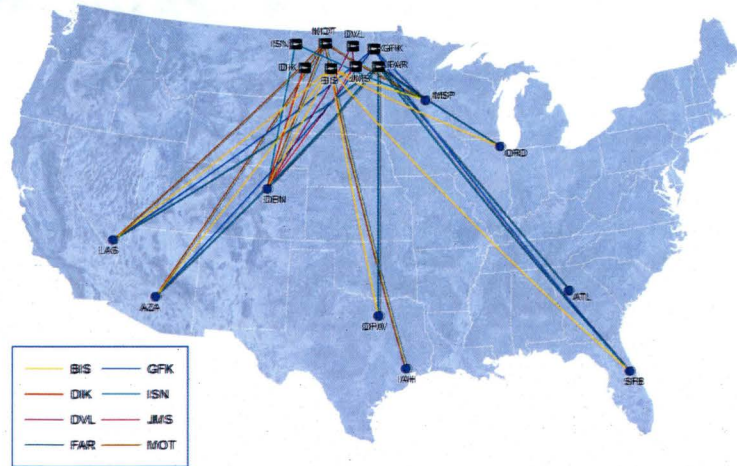 ISN
MOT
DVL
GFK
DIK
BIS
JMS
FAR
MSP
ORD
DEN
LAS
AZA
ATL
DFW
IAH
SFB
BIS GFK
DIK ISN
DVL JMS
FAR MOT